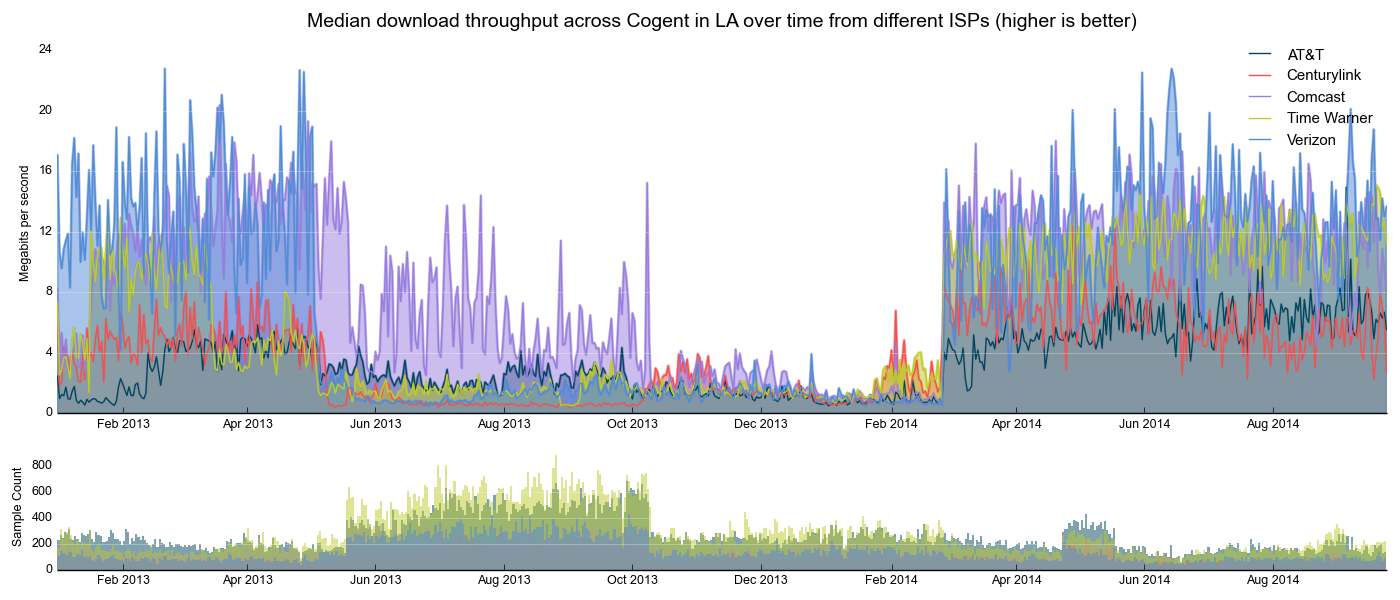 Median download throughput across Cogent in LA over time from different ISPs (higher is better)
Megabits per second
24
20
16
12
8
4
0
AT&T
Centurylink
Comcast
Time Warner
Verizon
Feb 2013 Apr 2013 Jun 2013 Aug 2013 Oct 2013 Dec 2013 Feb 2014 Apr 2014 Jun 2014 Aug 2014
Sample Count
800
600
400
200
0
Feb 2013 Apr 2013 Jun 2013 Aug 2013 Oct 2013 Dec 2013 Feb 2014 Apr 2014 Jun 2014 Aug 2014